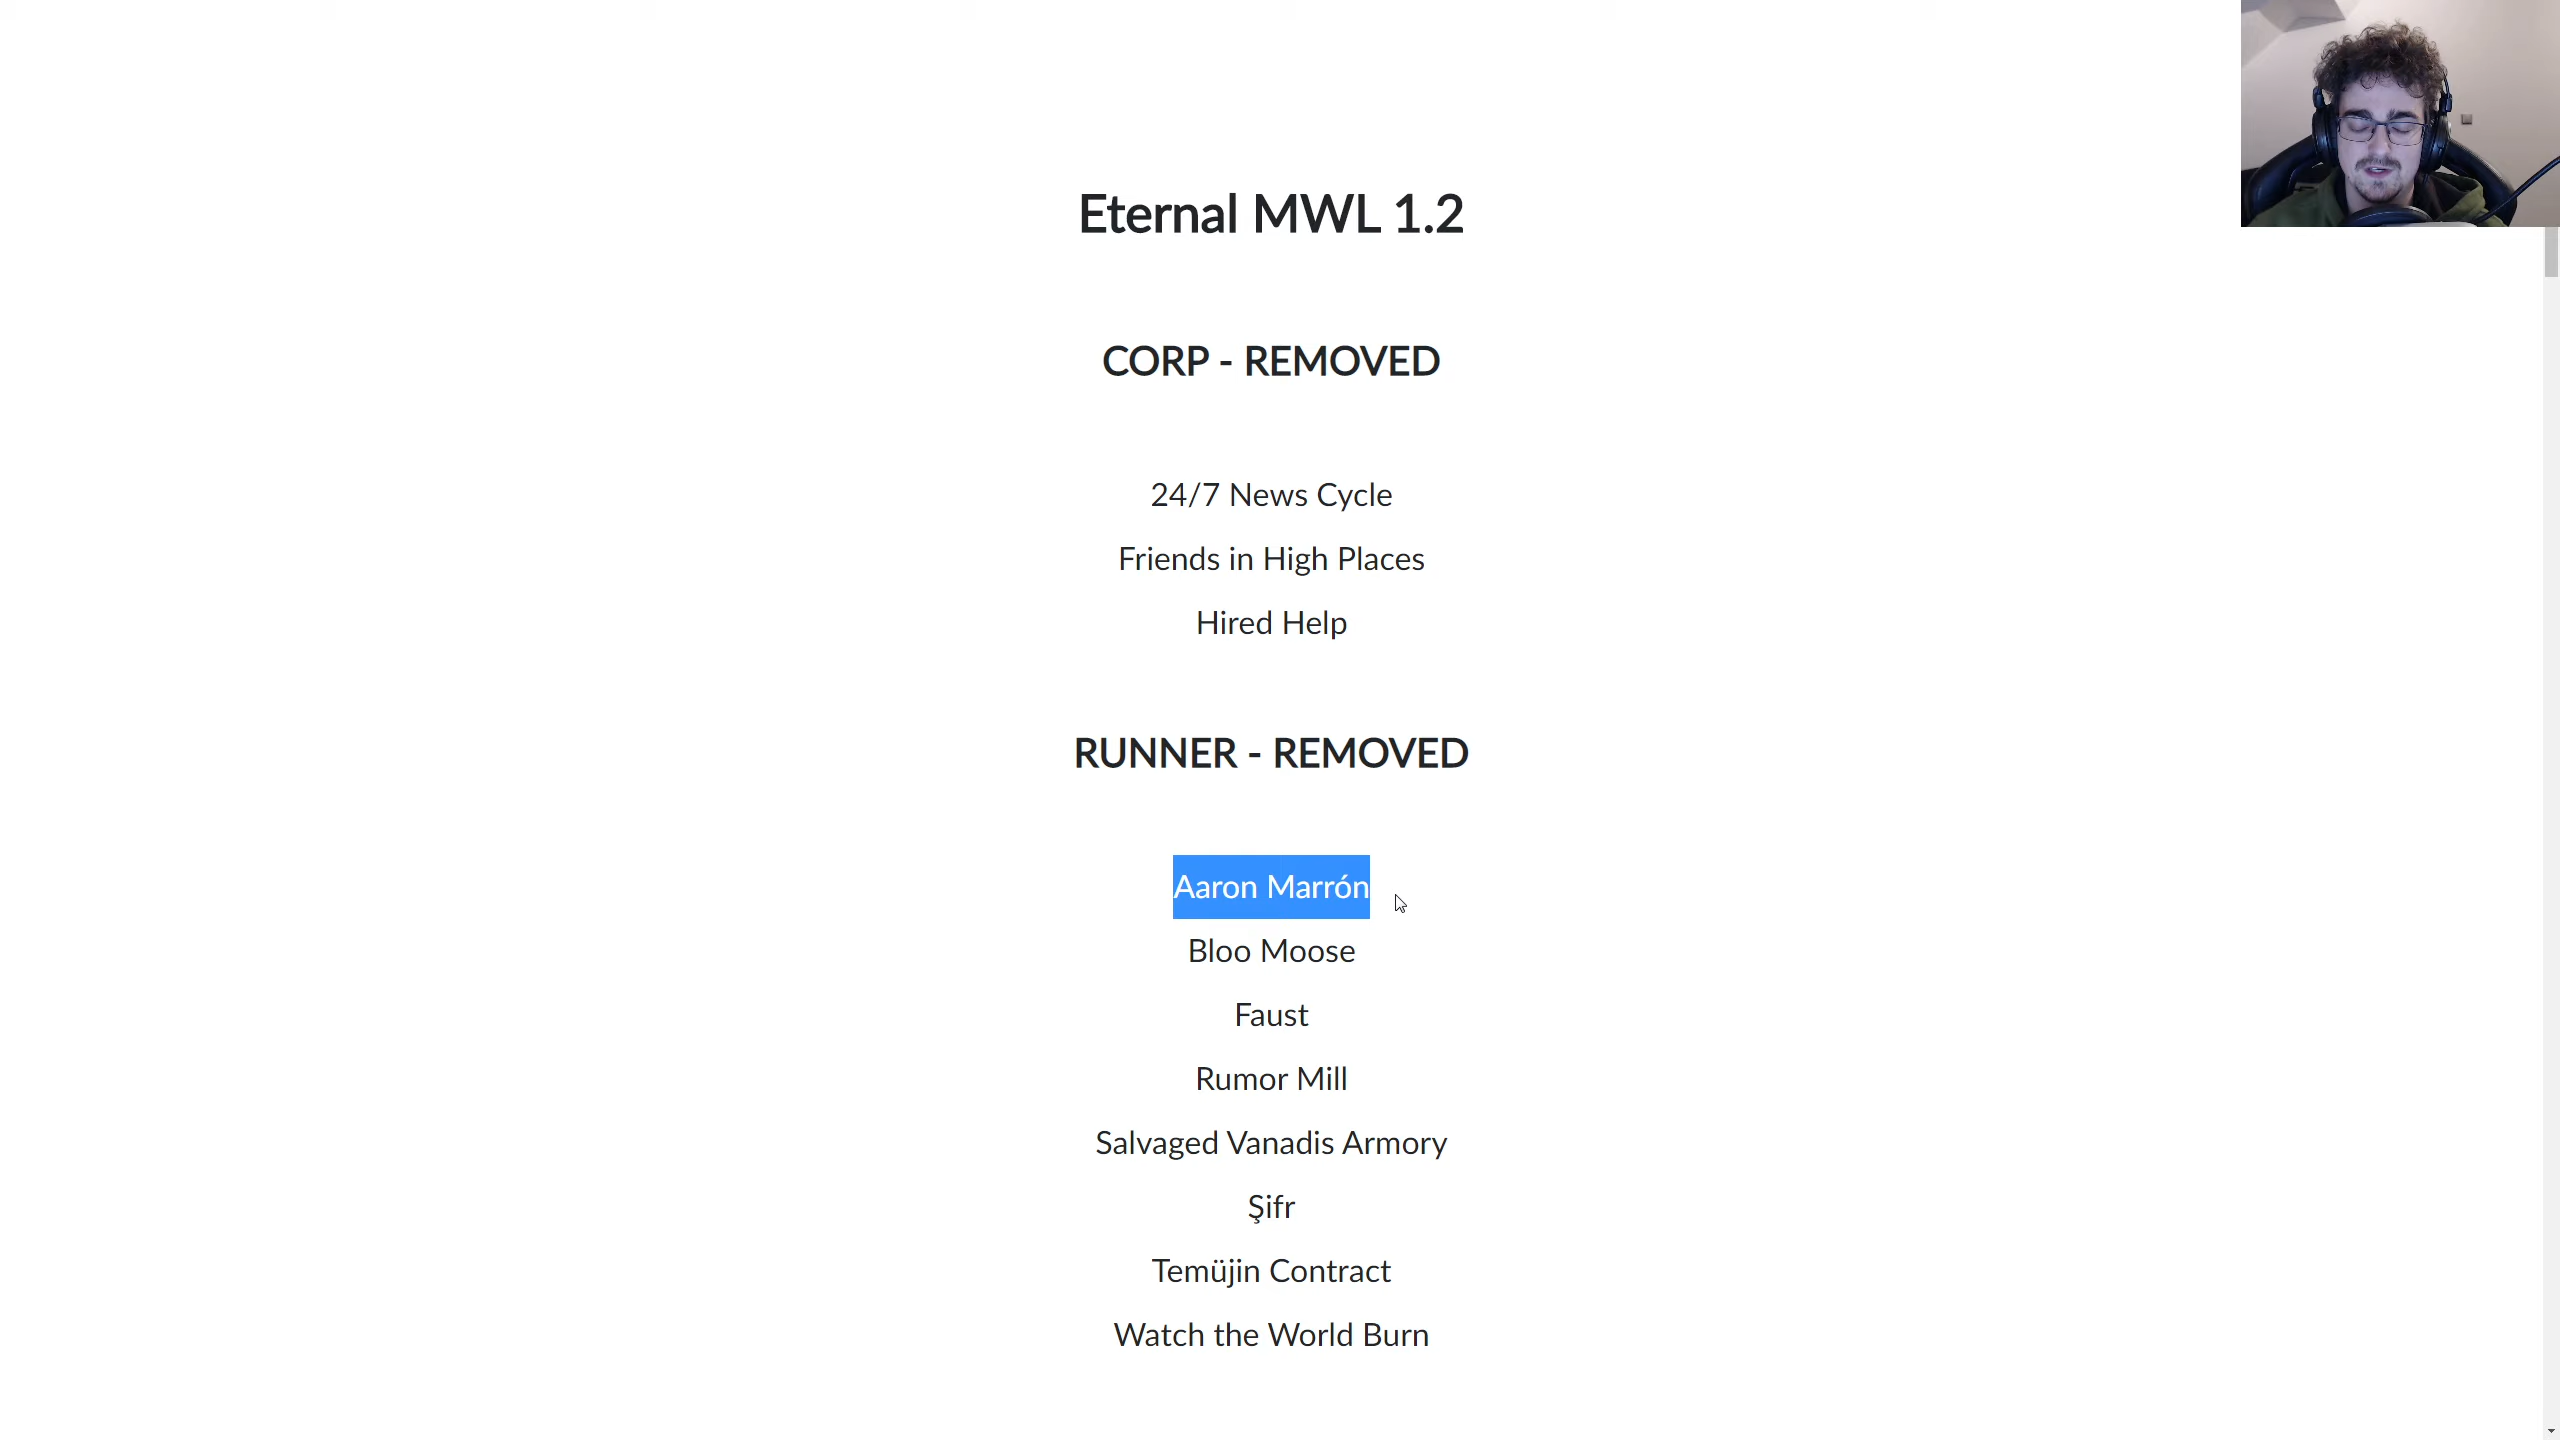 Eternal MWL 1.2
CORP - REMOVED
24/7 News Cycle
Friends in High Places
Hired Help
RUNNER - REMOVED
Aaron Marrón
Bloo Moose
Faust
Rumor Mill
Salvaged Vanadis Armory
Şifr
Temüjin Contract
Watch the World Burn